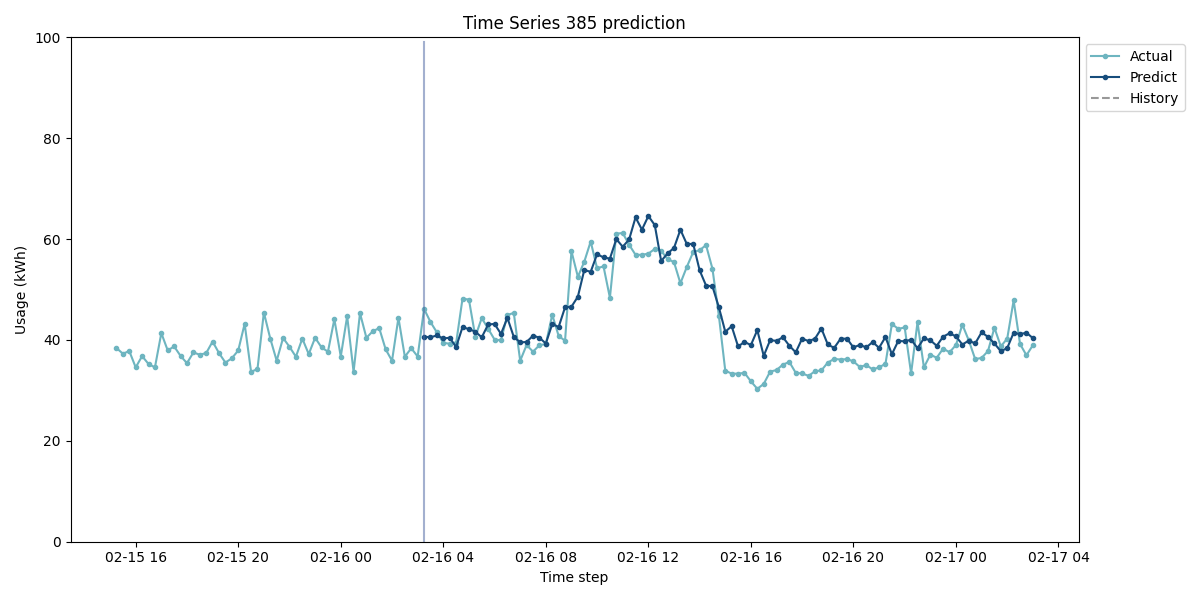 Time Series 385 prediction
100
80
60
40
20
0
Usage (kWh)
02-15 16
02-15 20
02-16 00
02-16 04
02-16 08
02-16 12
02-16 16
02-16 20
02-17 00
02-17 04
Time step
Actual
Predict
History